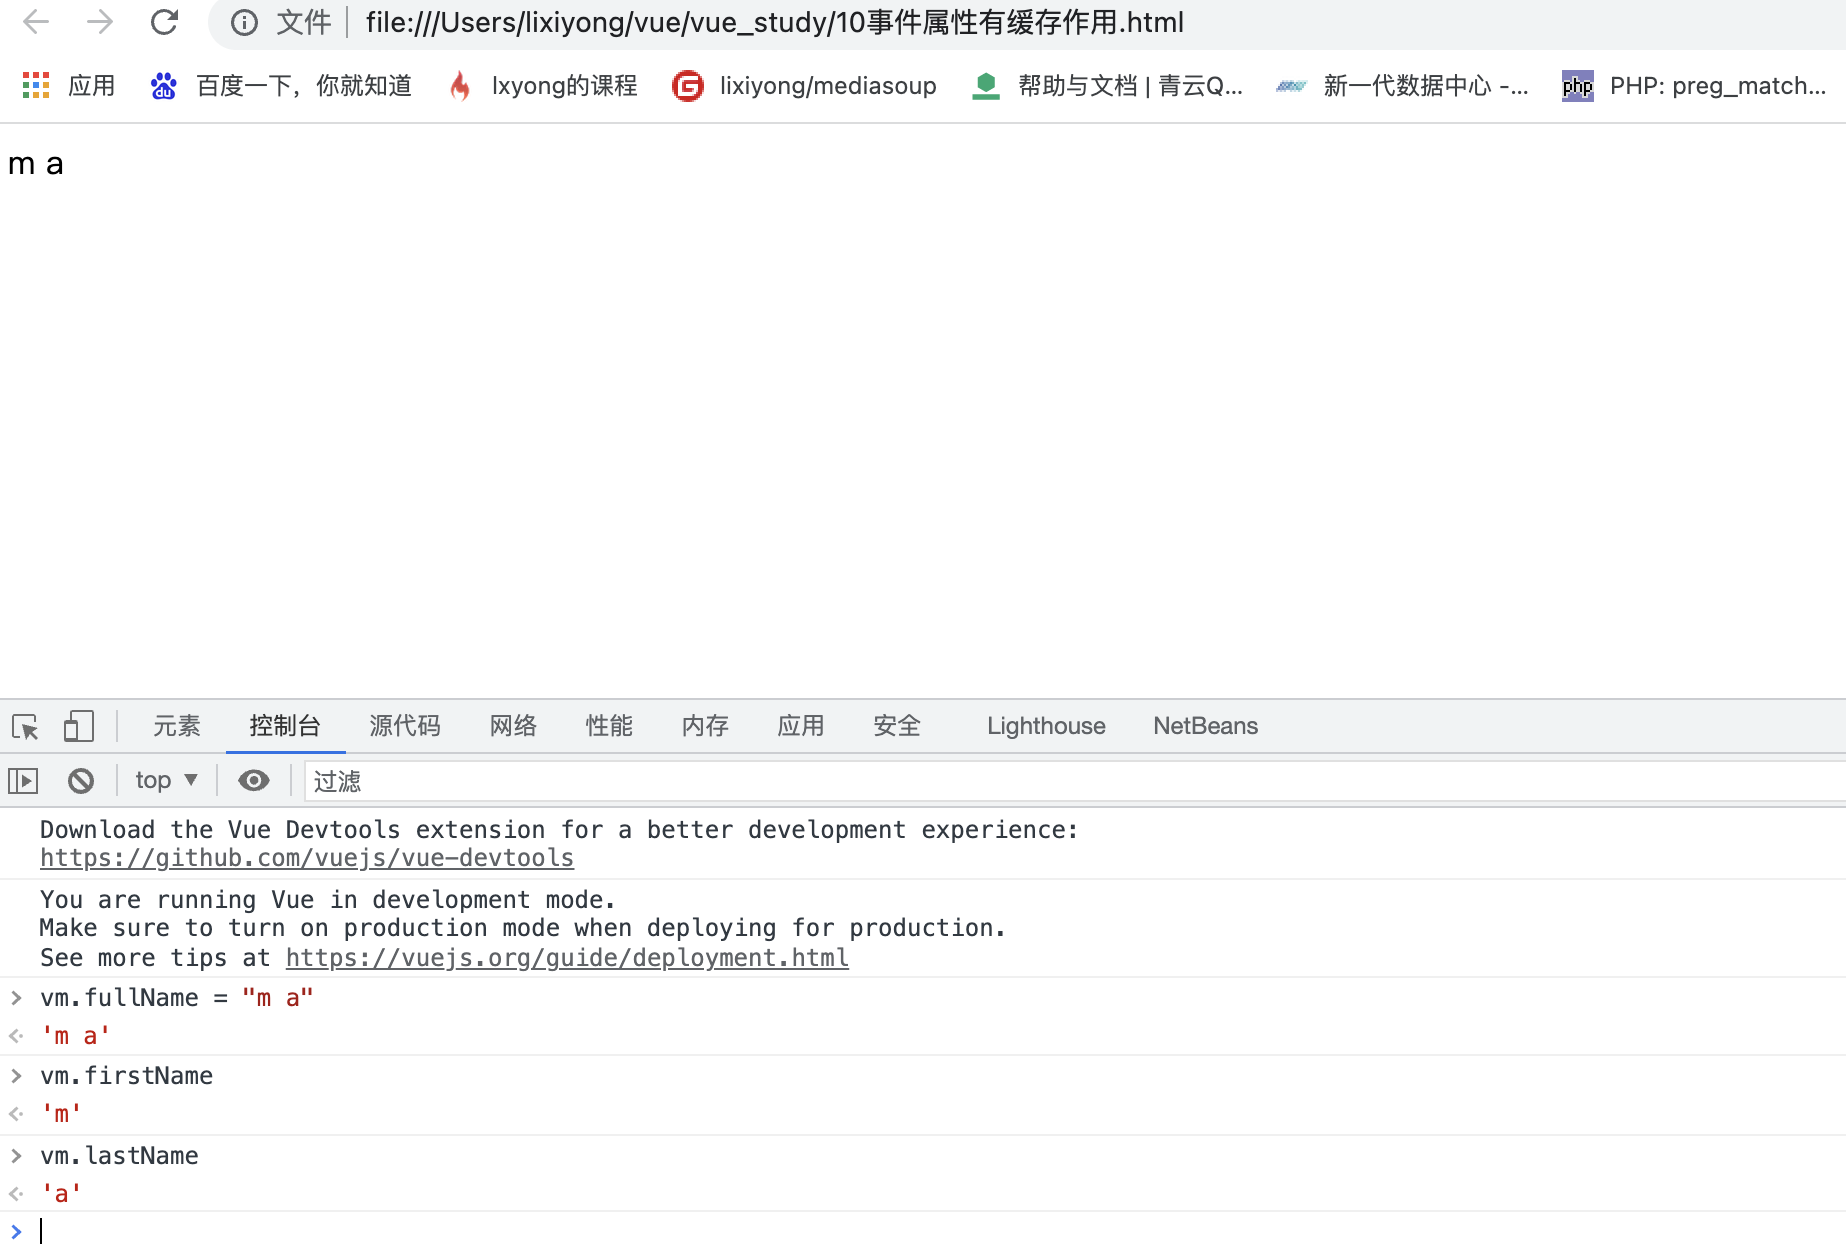 文件 file:///Users/lixiyong/vue/vue_study/10事件属性有缓存作用.html
应用 百度一下，你就知道 lxyong的课程 lixiyong/mediasoup 帮助与文档 | 青云Q... 新一代数据中心 -... php PHP: preg_match...
m a
元素 控制台 源代码 网络 性能 内存 应用 安全 Lighthouse NetBeans
top 过滤
Download the Vue Devtools extension for a better development experience:
https://github.com/vuejs/vue-devtools
You are running Vue in development mode.
Make sure to turn on production mode when deploying for production.
See more tips at https://vuejs.org/guide/deployment.html
> vm.fullName = "m a"
<· 'm a'
> vm.firstName
<· 'm'
> vm.lastName
<· 'a'
>